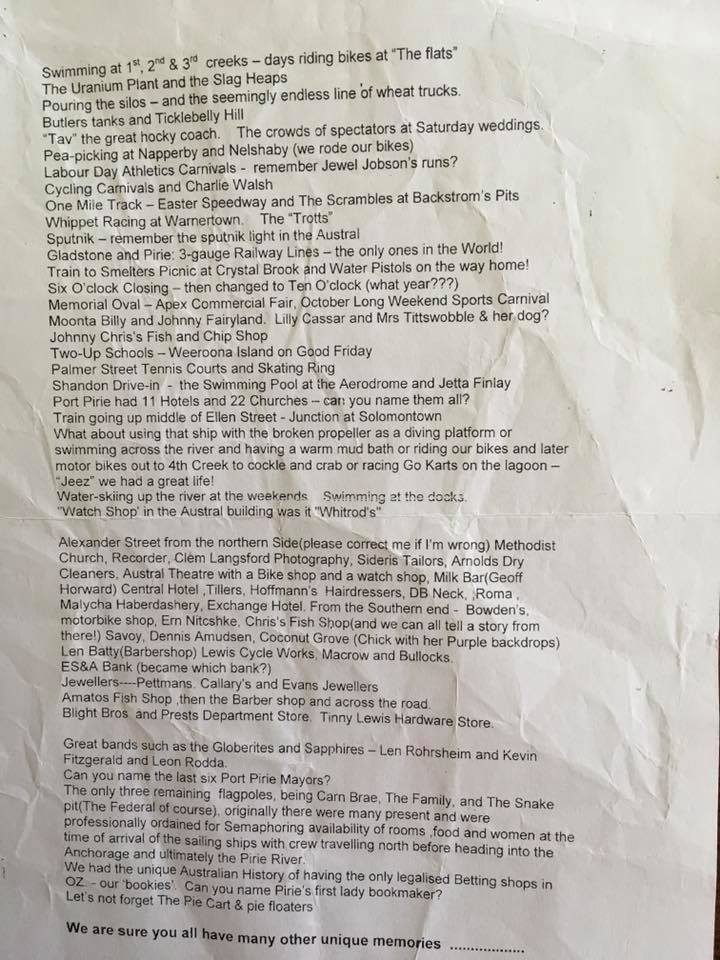 Swimming at 1st, 2nd & 3rd creeks – days riding bikes at "The flats"
The Uranium Plant and the Slag Heaps
Pouring the silos – and the seemingly endless line of wheat trucks.
Butlers tanks and Ticklebelly Hill
"Tav" the great hocky coach. The crowds of spectators at Saturday weddings.
Pea-picking at Napperby and Nelshaby (we rode our bikes)
Labour Day Athletics Carnivals - remember Jewel Jobson's runs?
Cycling Carnivals and Charlie Walsh
One Mile Track – Easter Speedway and The Scrambles at Backstrom's Pits
Whippet Racing at Warnertown. The "Trotts"
Sputnik – remember the sputnik light in the Austral
Gladstone and Pirie: 3-gauge Railway Lines – the only ones in the World!
Train to Smelters Picnic at Crystal Brook and Water Pistols on the way home!
Six O'clock Closing – then changed to Ten O'clock (what year???)
Memorial Oval – Apex Commercial Fair, October Long Weekend Sports Carnival
Moonta Billy and Johnny Fairyland. Lilly Cassar and Mrs Tittswobble & her dog?
Johnny Chris's Fish and Chip Shop
Two-Up Schools – Weeroona Island on Good Friday
Palmer Street Tennis Courts and Skating Ring
Shandon Drive-in - the Swimming Pool at the Aerodrome and Jetta Finlay
Port Pirie had 11 Hotels and 22 Churches – can you name them all?
Train going up middle of Ellen Street - Junction at Solomontown
What about using that ship with the broken propeller as a diving platform or
swimming across the river and having a warm mud bath or riding our bikes and later
motor bikes out to 4th Creek to cockle and crab or racing Go Karts on the lagoon –
"Jeez" we had a great life!
Water-skiing up the river at the weekends Swimming at the docks.
"Watch Shop' in the Austral building was it "Whitrod's"
Alexander Street from the northern Side(please correct me if I'm wrong) Methodist
Church, Recorder, Clem Langsford Photography, Sideris Tailors, Arnolds Dry
Cleaners, Austral Theatre with a Bike shop and a watch shop, Milk Bar(Geoff
Horward) Central Hotel ,Tillers, Hoffmann's Hairdressers, DB Neck, ,Roma ,
Malycha Haberdashery, Exchange Hotel. From the Southern end - Bowden's,
motorbike shop, Ern Nitcshke, Chris's Fish Shop(and we can all tell a story from
there!) Savoy, Dennis Amudsen, Coconut Grove (Chick with her Purple backdrops)
Len Batty(Barbershop) Lewis Cycle Works, Macrow and Bullocks.
ES&A Bank (became which bank?)
Jewellers----Pettmans. Callary's and Evans Jewellers
Amatos Fish Shop ,then the Barber shop and across the road.
Blight Bros and Prests Department Store. Tinny Lewis Hardware Store.
Great bands such as the Globerites and Sapphires – Len Rohrsheim and Kevin
Fitzgerald and Leon Rodda.
Can you name the last six Port Pirie Mayors?
The only three remaining flagpoles, being Carn Brae, The Family, and The Snake
pit(The Federal of course), originally there were many present and were
professionally ordained for Semaphoring availability of rooms ,food and women at the
time of arrival of the sailing ships with crew travelling north before heading into the
Anchorage and ultimately the Pirie River.
We had the unique Australian History of having the only legalised Betting shops in
OZ. - our 'bookies'. Can you name Pirie's first lady bookmaker?
Let's not forget The Pie Cart & pie floaters
We are sure you all have many other unique memories ..................